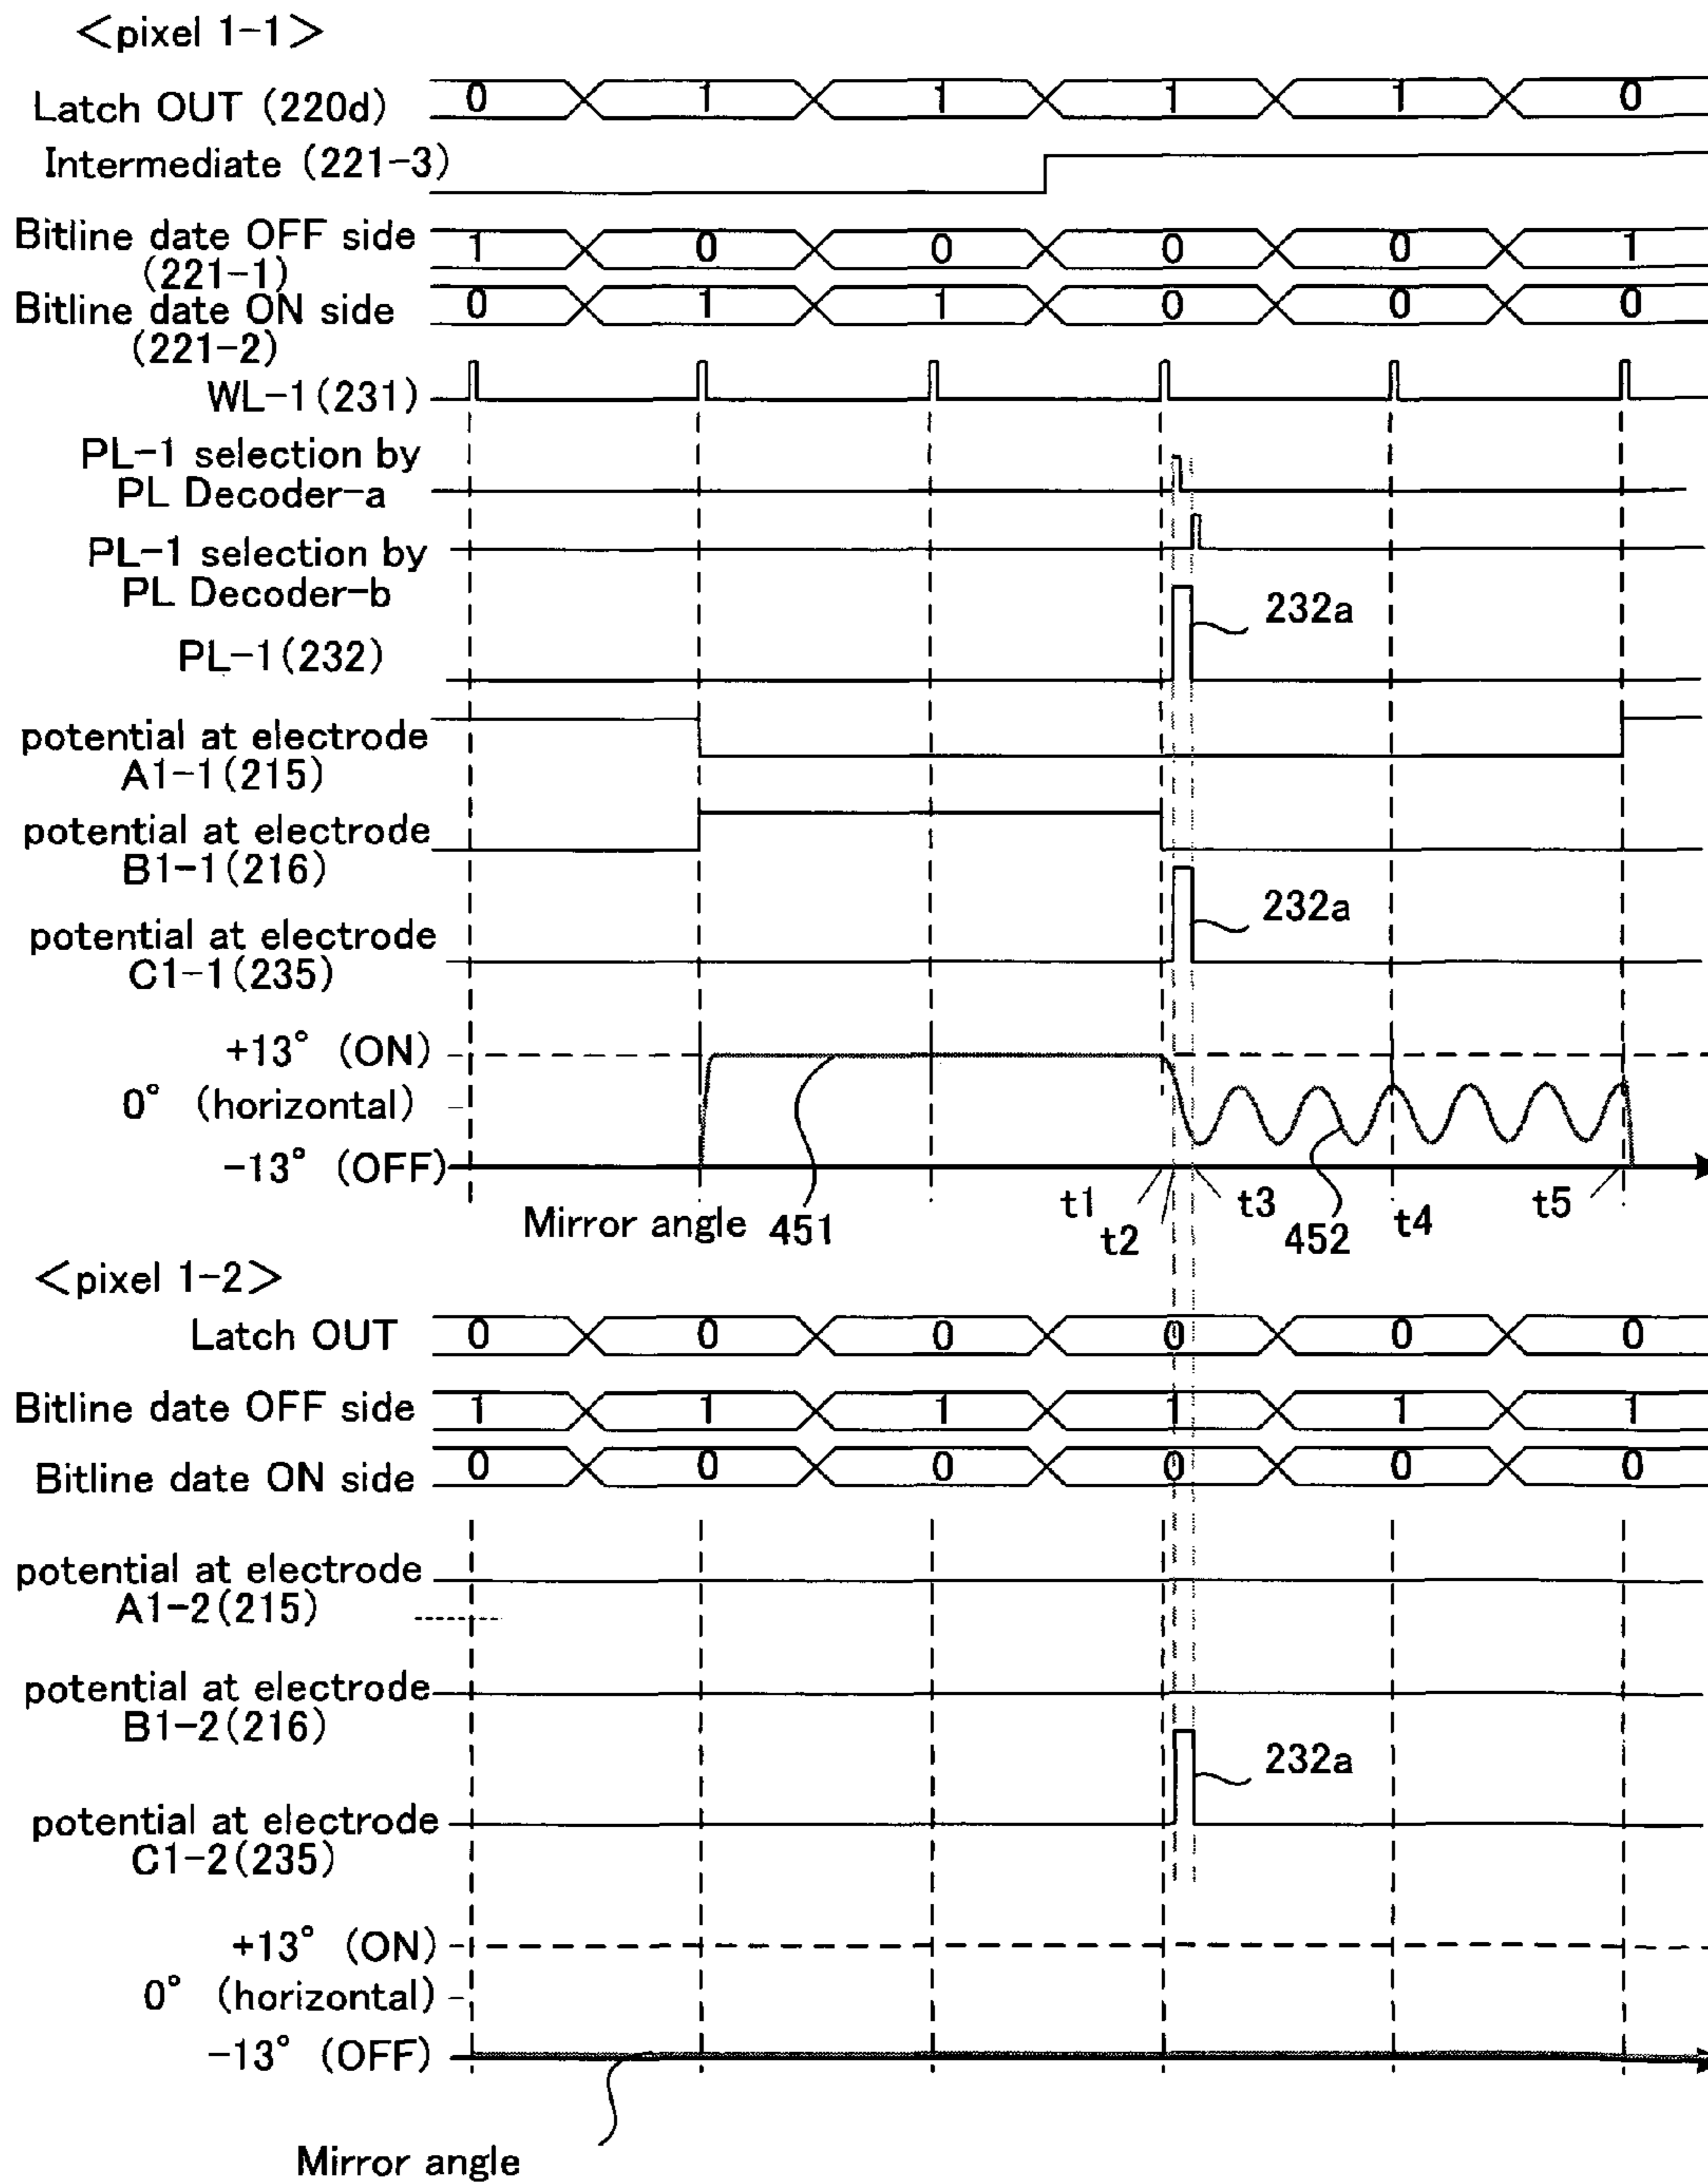 <pixel 1-1>
Latch OUT (220d) 0 1 1 1 1 0
Intermediate (221-3)
Bitline date OFF side
(221-1) 1 0 0 0 0 1
Bitline date ON side
(221-2) 0 1 1 0 0 0
WL-1(231)
PL-1 selection by
PL Decoder-a
PL-1 selection by
PL Decoder-b
232a
PL-1(232)
potential at electrode
A1-1(215)
potential at electrode
B1-1(216)
232a
potential at electrode
C1-1(235)
+13° (ON)
0° (horizontal)
-13° (OFF)
Mirror angle 451 t1 t2 t3 452 t4 t5
<pixel 1-2>
Latch OUT 0 0 0 0 0 0
Bitline date OFF side 1 1 1 1 1 1
Bitline date ON side 0 0 0 0 0 0
potential at electrode
A1-2(215)
potential at electrode
B1-2(216)
232a
potential at electrode
C1-2(235)
+13° (ON)
0° (horizontal)
-13° (OFF)
Mirror angle